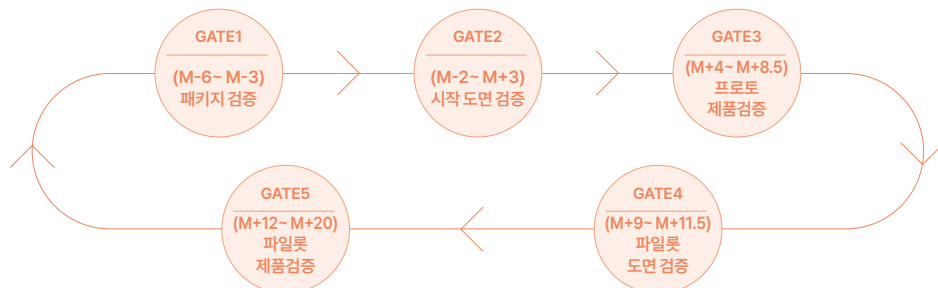 GATE1
(M-6~ M-3)
패키지 검증
GATE2
(M-2~ M+3)
시작 도면 검증
GATE3
(M+4~ M+8.5)
프로토
제품검증
GATE4
(M+9~ M+11.5)
파일롯
도면 검증
GATE5
(M+12~ M+20)
파일롯
제품검증